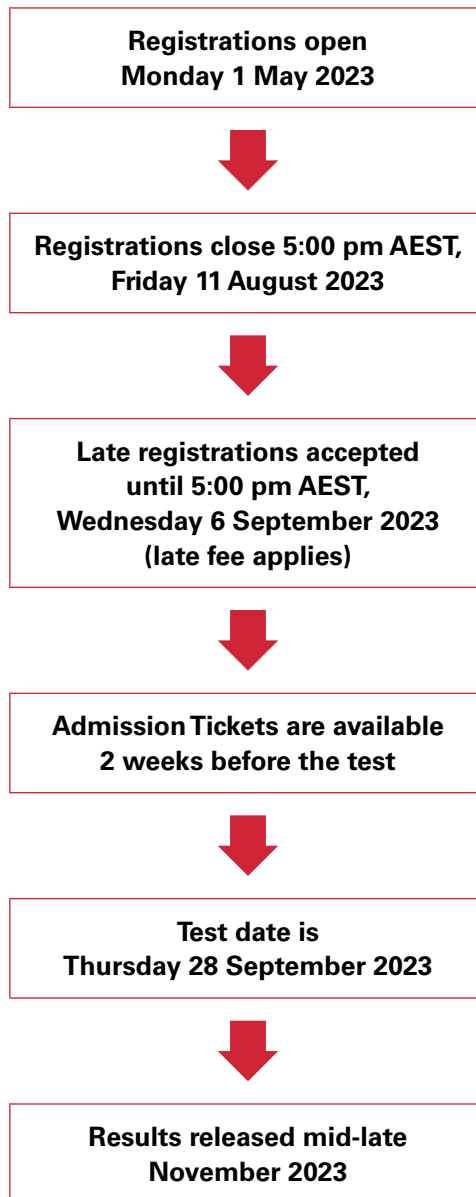 Registrations open
Monday 1 May 2023
Registrations close 5:00 pm AEST,
Friday 11 August 2023
Late registrations accepted
until 5:00 pm AEST,
Wednesday 6 September 2023
(late fee applies)
Admission Tickets are available
2 weeks before the test
Test date is
Thursday 28 September 2023
Results released mid-late
November 2023